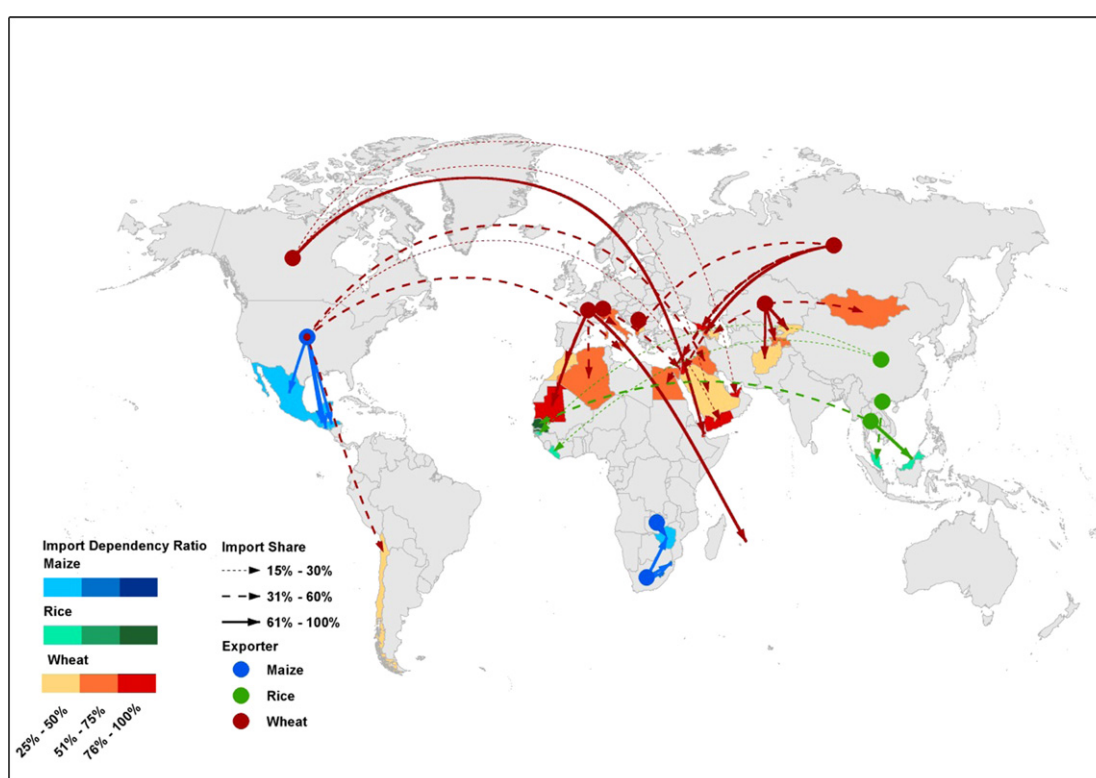 Import Dependency Ratio
Maize
Rice
Wheat
25% - 50%
51% - 75%
76% - 100%
Import Share
15% - 30%
31% - 60%
61% - 100%
Exporter
Maize
Rice
Wheat